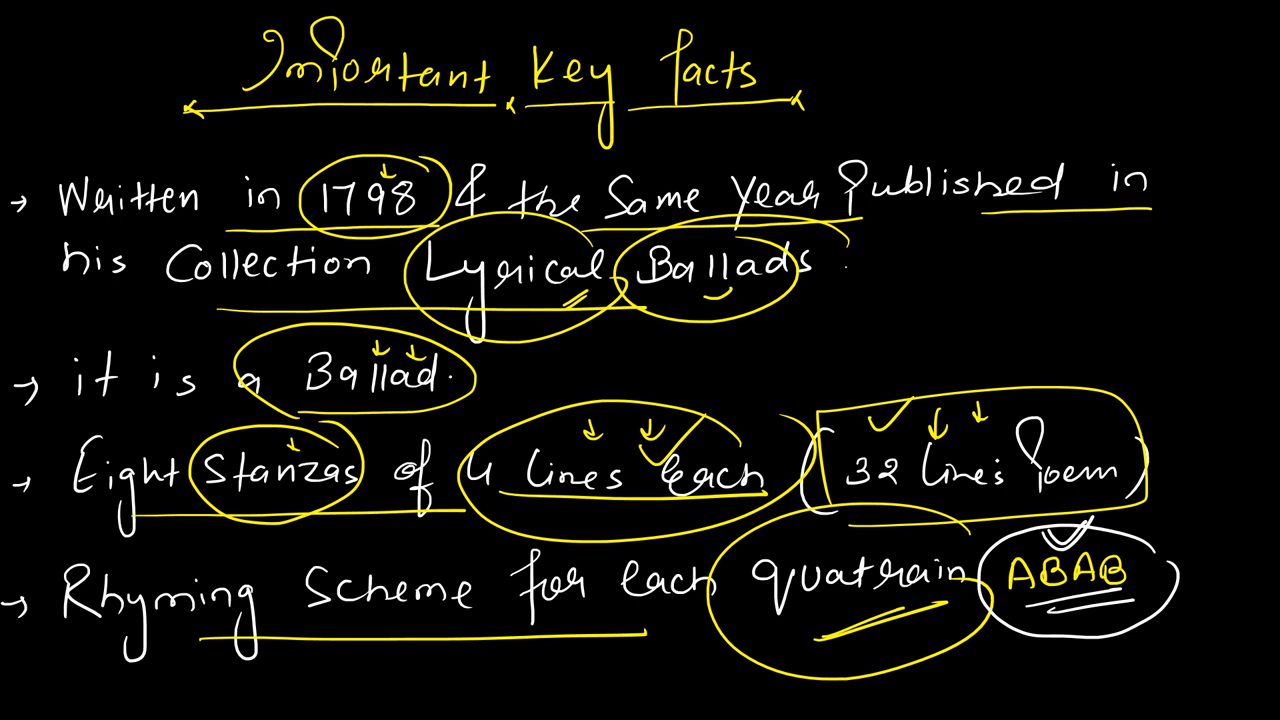 Important Key facts
→ Written in 1798 & the Same Year Published in
his Collection Lyrical Ballads.
→ it is a Ballad.
→ Eight Stanzas of 4 lines each (32 lines Poem)
→ Rhyming Scheme for each quatrain ABAB